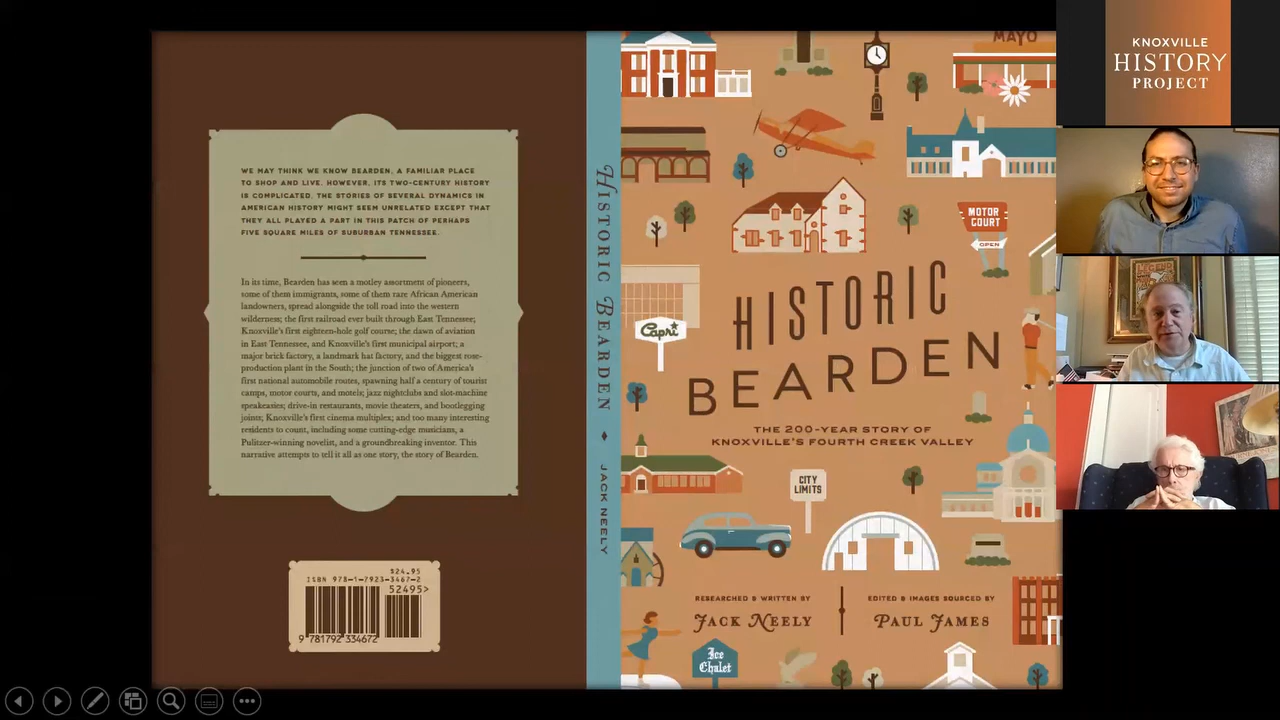 WE MAY THINK WE KNOW BEARDEN, A FAMILIAR PLACE
TO SHOP AND LIVE. HOWEVER, ITS TWO-CENTURY HISTORY
IS COMPLICATED. THE STORIES OF SEVERAL DYNAMICS IN
AMERICAN HISTORY MIGHT SEEM UNRELATED EXCEPT THAT
THEY ALL PLAYED A PART IN THIS PATCH OF PERHAPS
FIVE SQUARE MILES OF SUBURBAN TENNESSEE.
In its time, Bearden has seen a motley assortment of pioneers,
some of them immigrants, some of them rare African American
landowners, spread alongside the toll road into the western
wilderness; the first railroad ever built through East Tennessee;
Knoxville's first eighteen-hole golf course; the dawn of aviation
in East Tennessee, and Knoxville's first municipal airport; a
major brick factory, a landmark hat factory, and the biggest rose-
production plant in the South; the junction of two of America's
first national automobile routes, spawning half a century of tourist
camps, motor courts, and motels; jazz nightclubs and slot-machine
speakeasies; drive-in restaurants, movie theaters, and bootlegging
joints; Knoxville's first cinema multiplex; and too many interesting
residents to count, including some cutting-edge musicians, a
Pulitzer-winning novelist, and a groundbreaking inventor. This
narrative attempts to tell it all as one story, the story of Bearden.
$24.95
ISBN 978-1-7923-3467-2
52495>
9 781792 334672
HISTORIC BEARDEN ♦ JACK NEELY
MAYO
MOTOR
COURT
OPEN
Capri
HISTORIC
BEARDEN
THE 200-YEAR STORY OF
KNOXVILLE'S FOURTH CREEK VALLEY
CITY
LIMITS
RESEARCHED & WRITTEN BY
JACK NEELY
EDITED & IMAGES SOURCED BY
PAUL JAMES
Ice
Chalet
KNOXVILLE
HISTORY
PROJECT
LEGEND